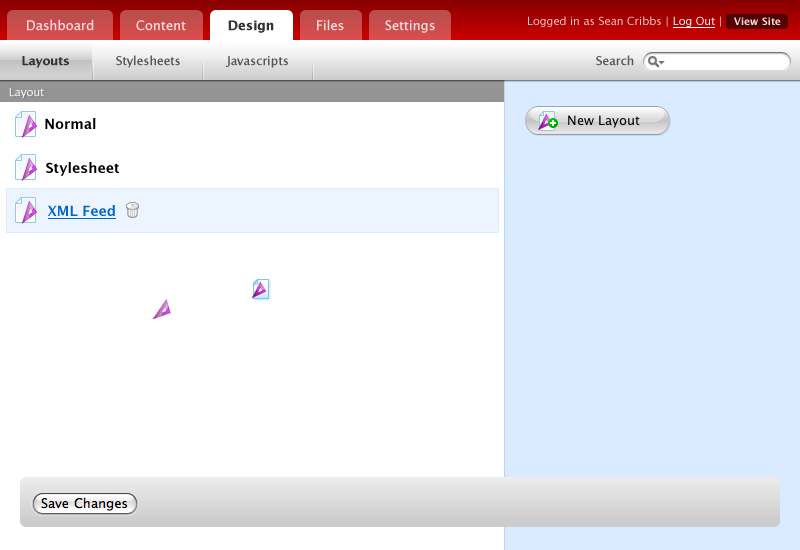 Dashboard Content Design Files Settings Logged in as Sean Cribbs | Log Out | View Site
Layouts Stylesheets Javascripts Search
Layout
Normal
New Layout
Stylesheet
XML Feed
Save Changes